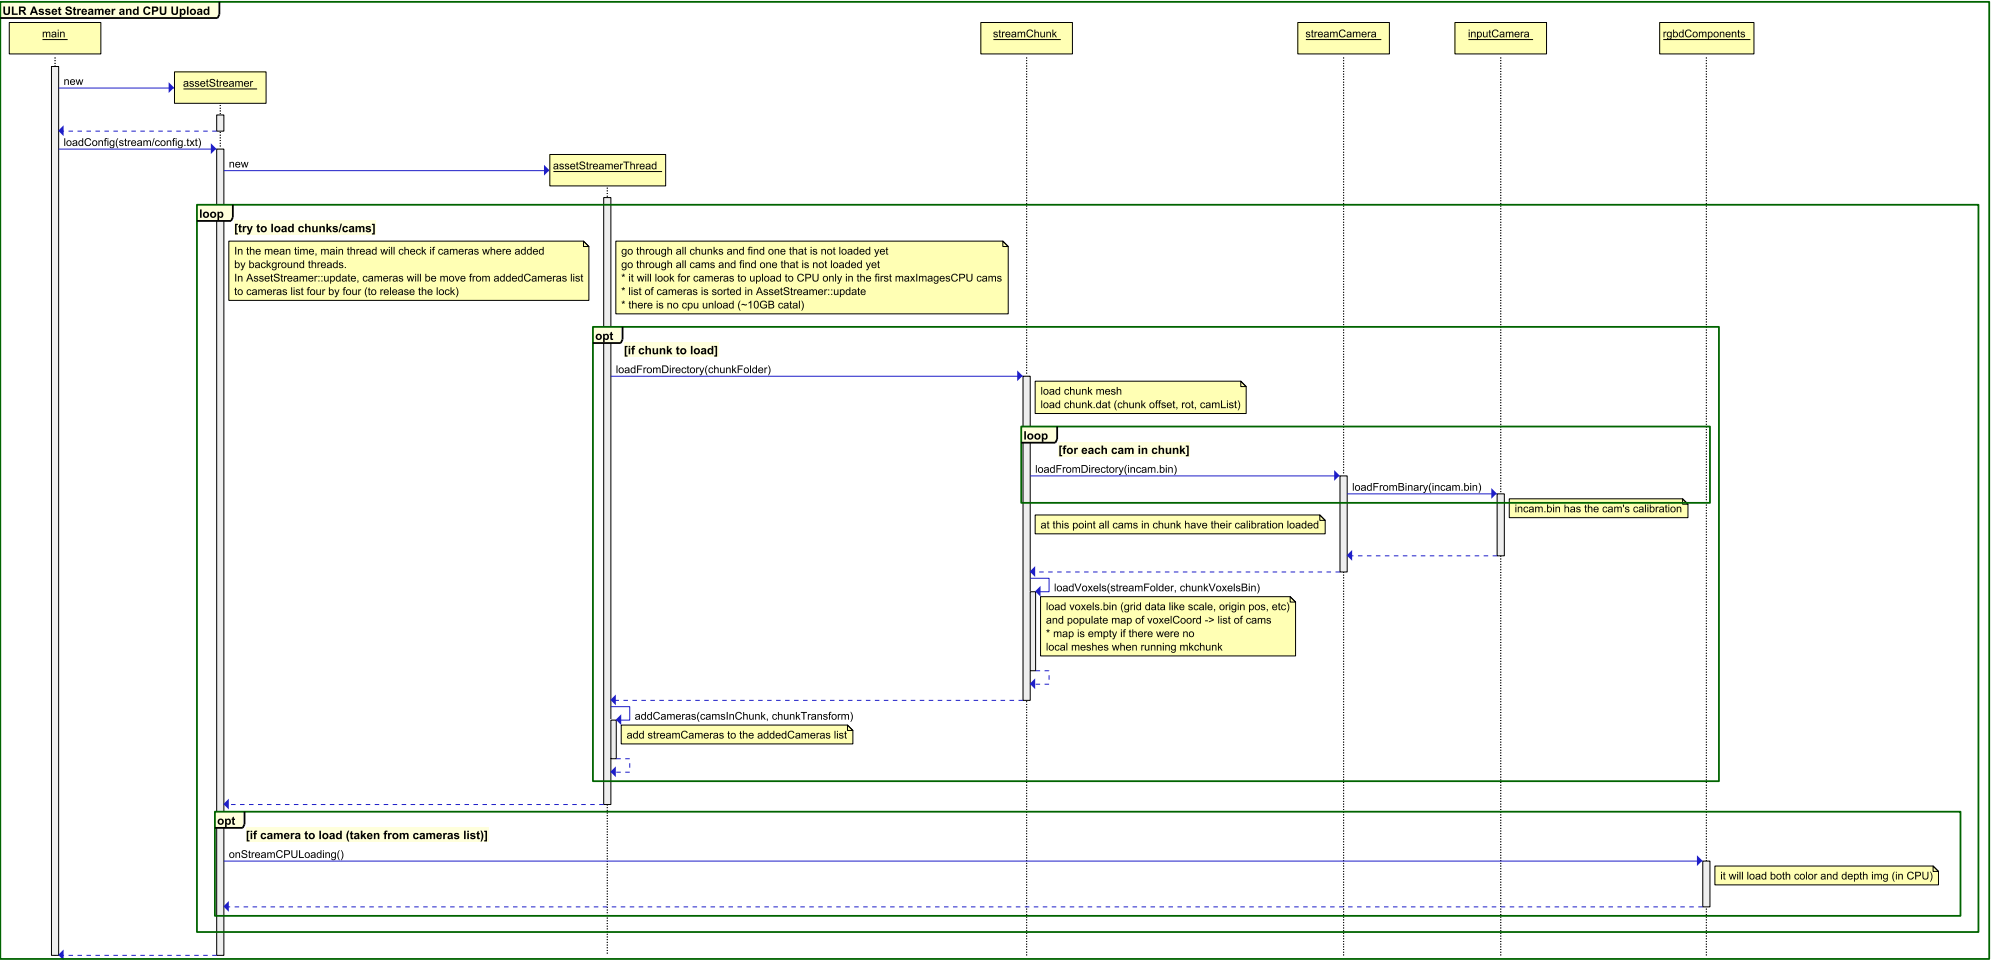 ULR Asset Streamer and CPU Upload
main
streamChunk
streamCamera
inputCamera
rgbdComponents
new
assetStreamer
loadConfig(stream/config.txt)
new
assetStreamerThread
loop
[try to load chunks/cams]
In the mean time, main thread will check if cameras where added
by background threads.
In AssetStreamer::update, cameras will be move from addedCameras list
to cameras list four by four (to release the lock)
go through all chunks and find one that is not loaded yet
go through all cams and find one that is not loaded yet
* it will look for cameras to upload to CPU only in the first maxImagesCPU cams
* list of cameras is sorted in AssetStreamer::update
* there is no cpu unload (~10GB catal)
opt
[if chunk to load]
loadFromDirectory(chunkFolder)
load chunk mesh
load chunk.dat (chunk offset, rot, camList)
loop
[for each cam in chunk]
loadFromDirectory(incam.bin)
loadFromBinary(incam.bin)
incam.bin has the cam's calibration
at this point all cams in chunk have their calibration loaded
loadVoxels(streamFolder, chunkVoxelsBin)
load voxels.bin (grid data like scale, origin pos, etc)
and populate map of voxelCoord -> list of cams
* map is empty if there were no
local meshes when running mkchunk
addCameras(camsInChunk, chunkTransform)
add streamCameras to the addedCameras list
opt
[if camera to load (taken from cameras list)]
onStreamCPULoading()
it will load both color and depth img (in CPU)